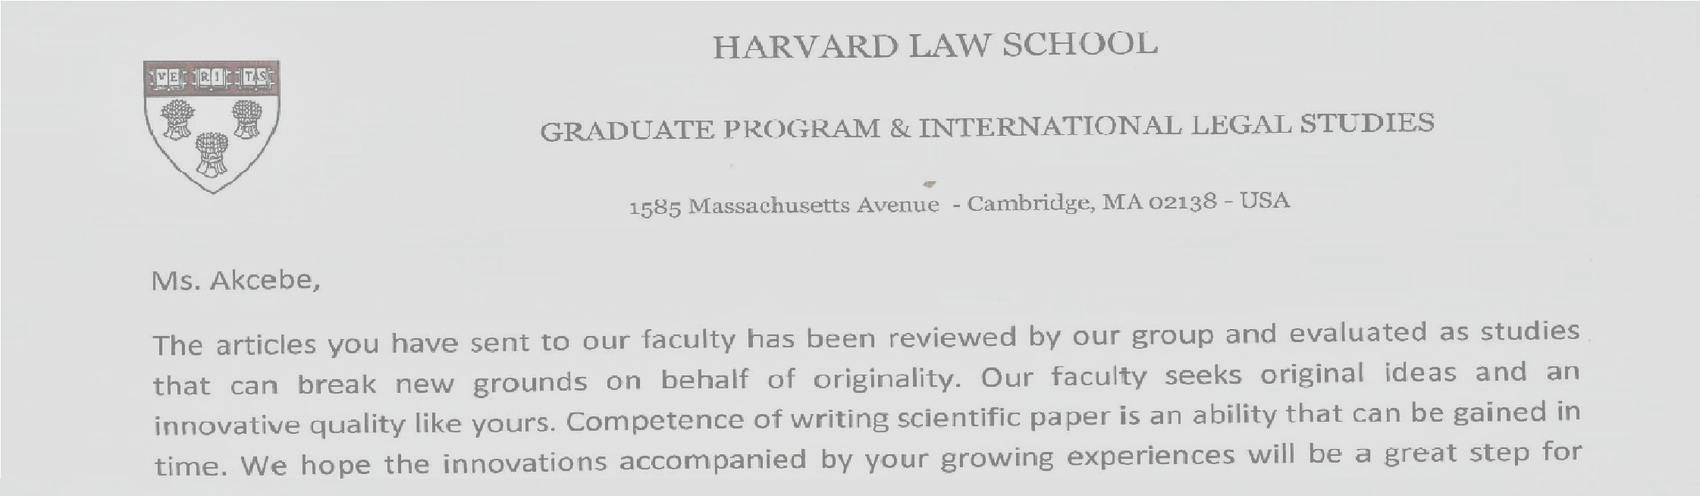 VE RI TAS
HARVARD LAW SCHOOL
GRADUATE PROGRAM & INTERNATIONAL LEGAL STUDIES
1585 Massachusetts Avenue - Cambridge, MA 02138 - USA
Ms. Akcebe,
The articles you have sent to our faculty has been reviewed by our group and evaluated as studies
that can break new grounds on behalf of originality. Our faculty seeks original ideas and an
innovative quality like yours. Competence of writing scientific paper is an ability that can be gained in
time. We hope the innovations accompanied by your growing experiences will be a great step for